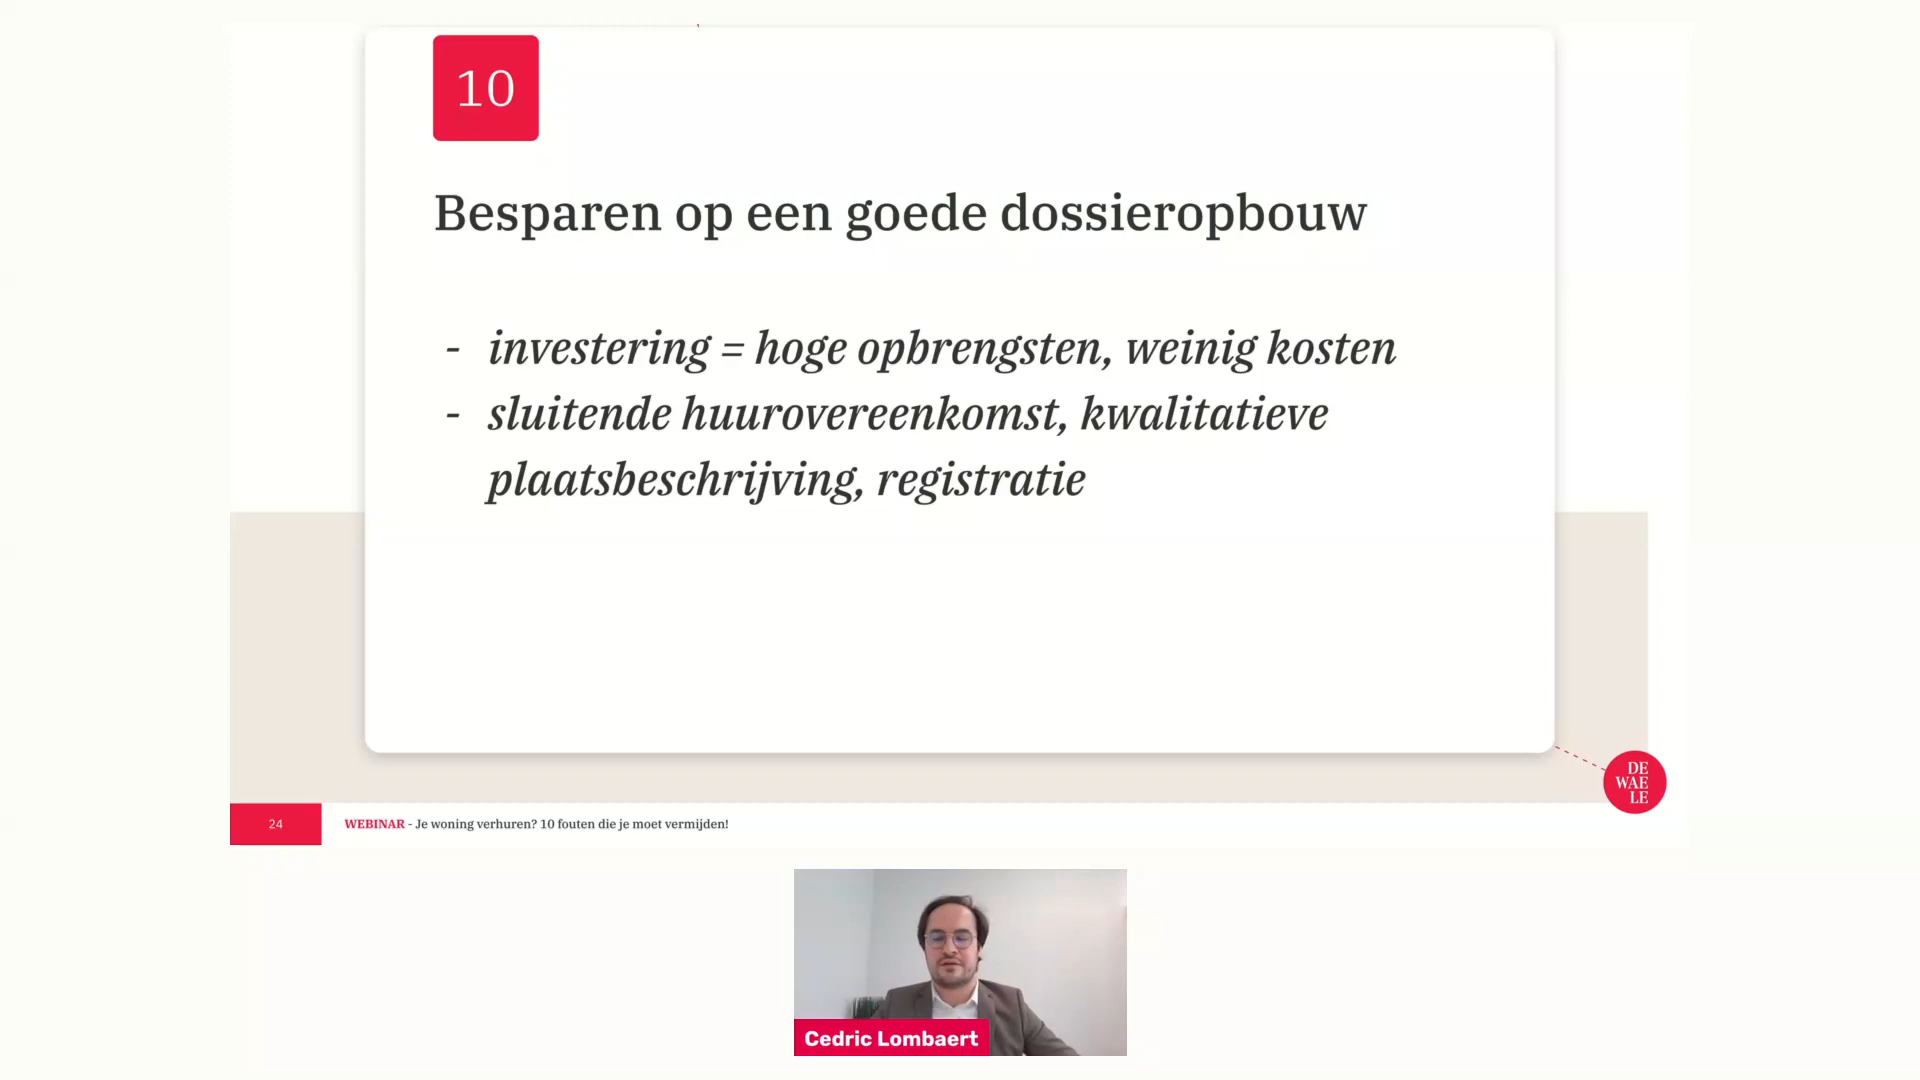 10
Besparen op een goede dossieropbouw
- investering = hoge opbrengsten, weinig kosten
- sluitende huurovereenkomst, kwalitatieve
plaatsbeschrijving, registratie
DE
WAE
LE
24
WEBINAR - Je woning verhuren? 10 fouten die je moet vermijden!
Cedric Lombaert